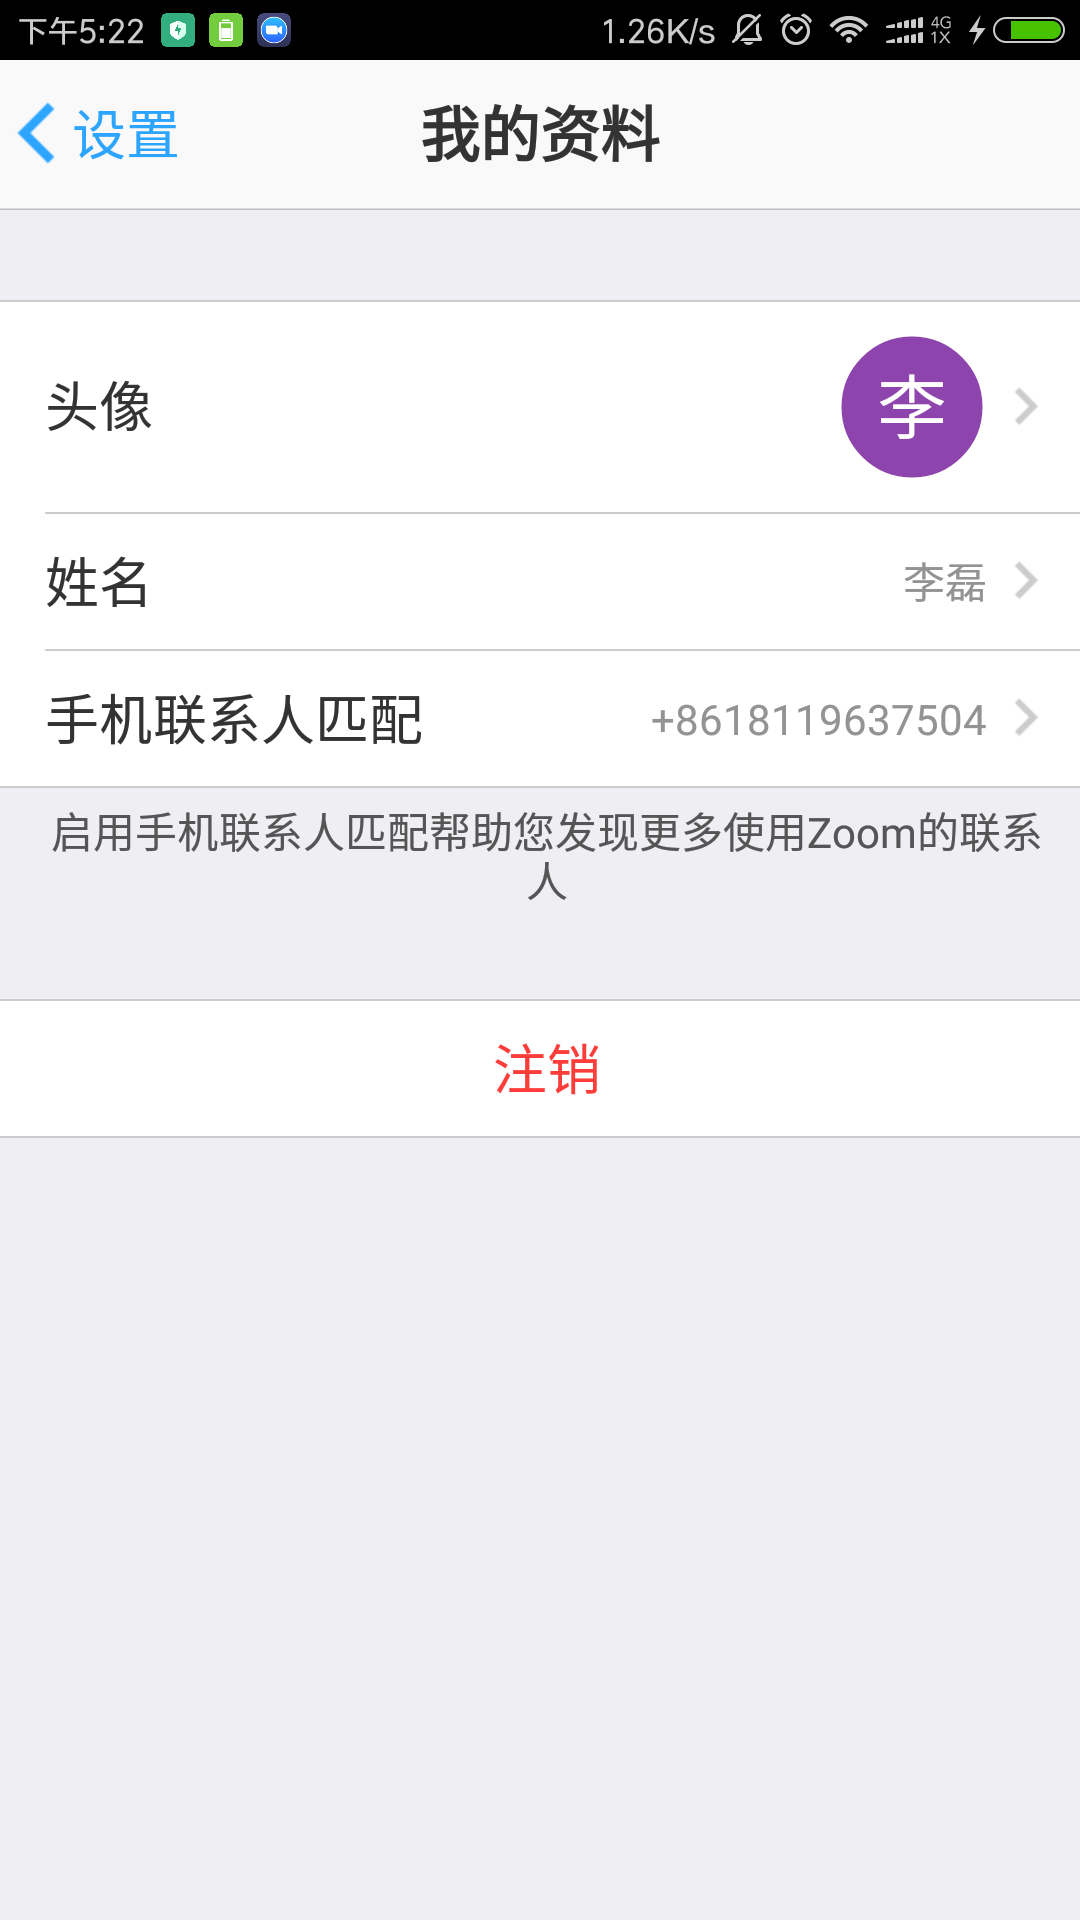 下午5:22
1.26K/s
4G
1X
设置
我的资料
头像
李
姓名
李磊
手机联系人匹配
+8618119637504
启用手机联系人匹配帮助您发现更多使用Zoom的联系
人
注销